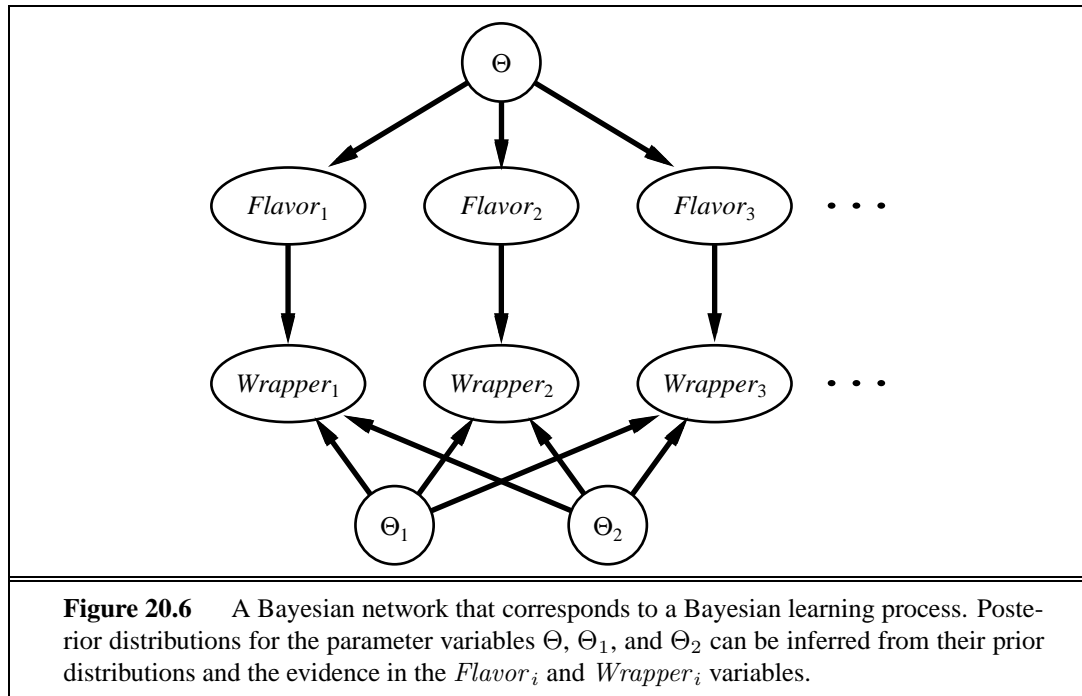 Θ
Flavor₁ Flavor₂ Flavor₃ . . .
Wrapper₁ Wrapper₂ Wrapper₃ . . .
Θ₁ Θ₂
Figure 20.6 A Bayesian network that corresponds to a Bayesian learning process. Poste-
rior distributions for the parameter variables Θ, Θ₁, and Θ₂ can be inferred from their prior
distributions and the evidence in the Flavorᵢ and Wrapperᵢ variables.